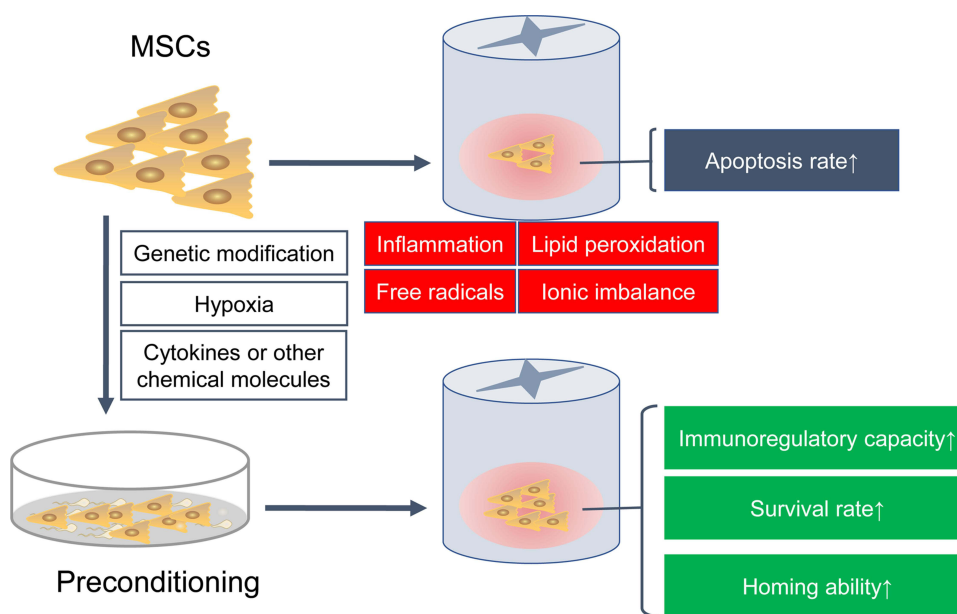 MSCs
Apoptosis rate↑
Genetic modification
Hypoxia
Cytokines or other
chemical molecules
Inflammation
Lipid peroxidation
Free radicals
Ionic imbalance
Immunoregulatory capacity↑
Survival rate↑
Homing ability↑
Preconditioning